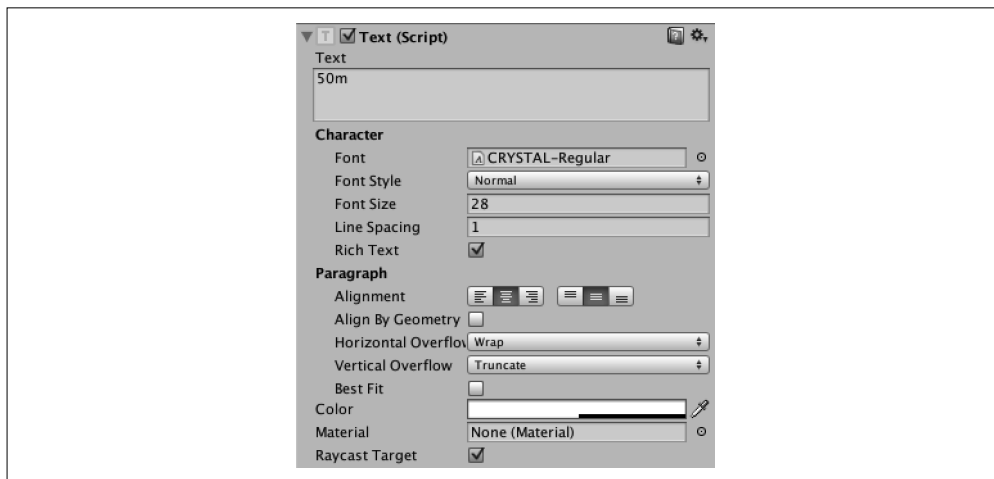 Text (Script)
Text
50m
Character
Font CRYSTAL-Regular
Font Style Normal
Font Size 28
Line Spacing 1
Rich Text
Paragraph
Alignment
Align By Geometry
Horizontal Overflov Wrap
Vertical Overflow Truncate
Best Fit
Color
Material None (Material)
Raycast Target